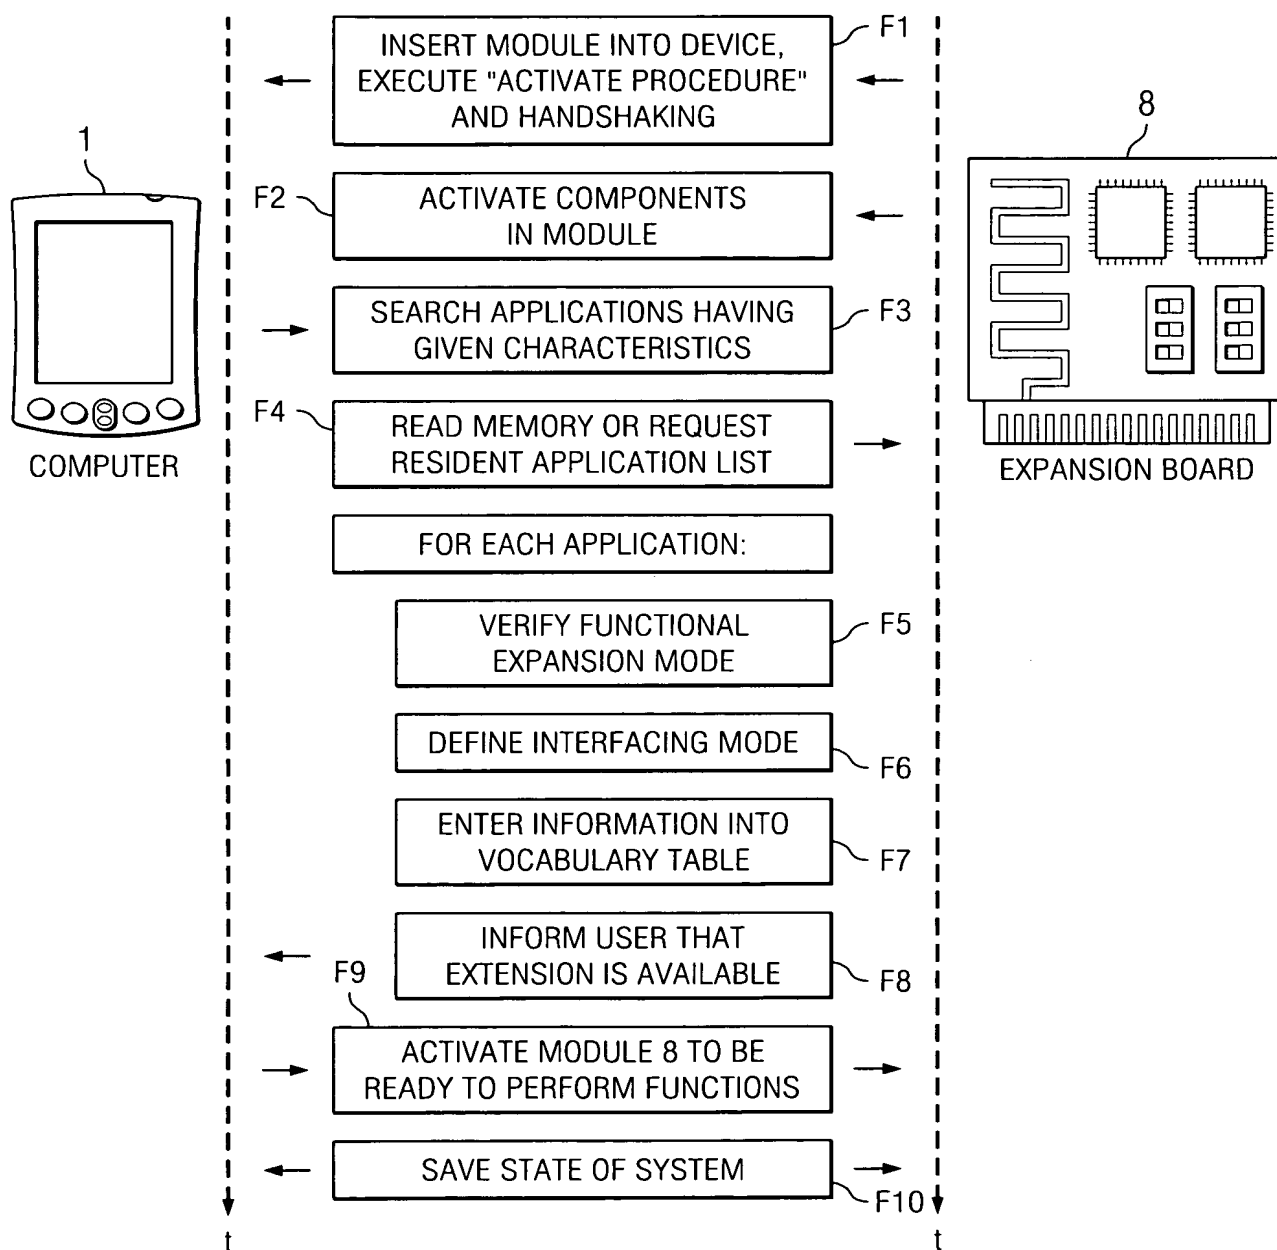 INSERT MODULE INTO DEVICE,
EXECUTE "ACTIVATE PROCEDURE"
AND HANDSHAKING
F1
1
8
F2
ACTIVATE COMPONENTS
IN MODULE
SEARCH APPLICATIONS HAVING
GIVEN CHARACTERISTICS
F3
F4
READ MEMORY OR REQUEST
RESIDENT APPLICATION LIST
COMPUTER
EXPANSION BOARD
FOR EACH APPLICATION:
VERIFY FUNCTIONAL
EXPANSION MODE
F5
DEFINE INTERFACING MODE
F6
ENTER INFORMATION INTO
VOCABULARY TABLE
F7
INFORM USER THAT
EXTENSION IS AVAILABLE
F8
F9
ACTIVATE MODULE 8 TO BE
READY TO PERFORM FUNCTIONS
SAVE STATE OF SYSTEM
F10
t
t